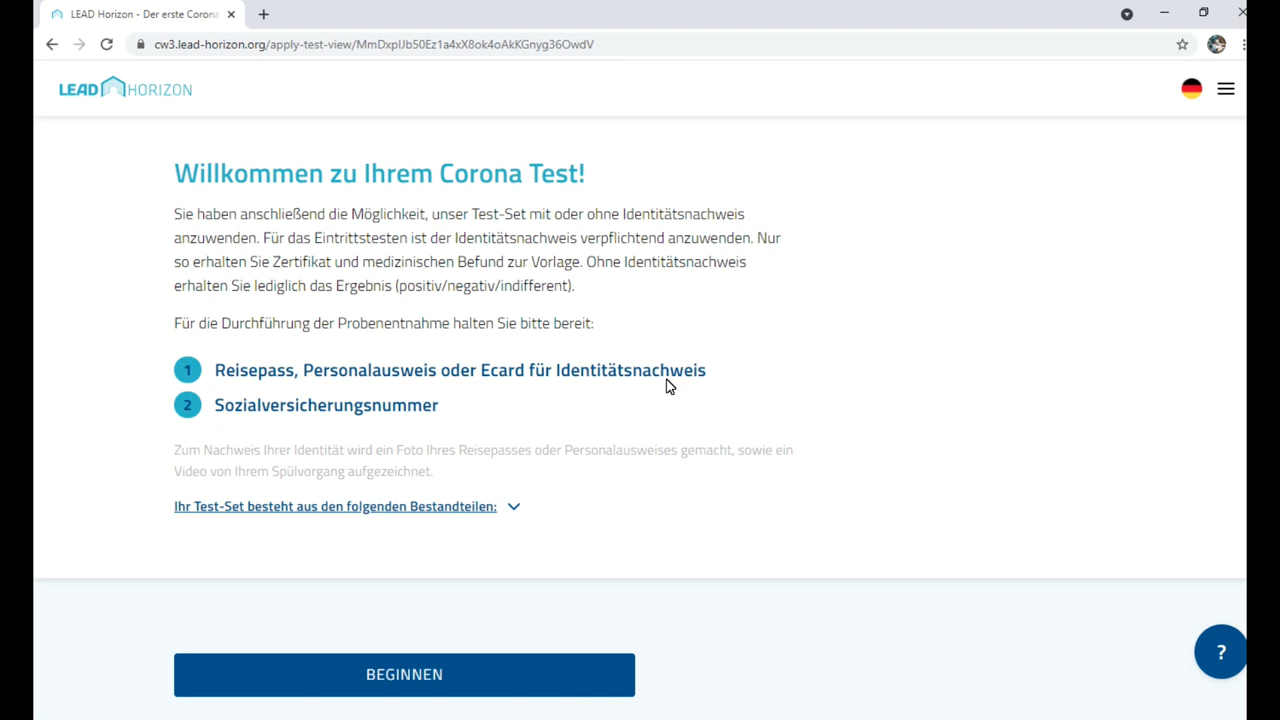 LEAD Horizon - Der erste Corona
cw3.lead-horizon.org/apply-test-view/MmDxplJb50Ez1a4xX8ok4oAkKGnyg36OwdV
LEAD HORIZON
Willkommen zu Ihrem Corona Test!
Sie haben anschließend die Möglichkeit, unser Test-Set mit oder ohne Identitätsnachweis
anzuwenden. Für das Eintrittstesten ist der Identitätsnachweis verpflichtend anzuwenden. Nur
so erhalten Sie Zertifikat und medizinischen Befund zur Vorlage. Ohne Identitätsnachweis
erhalten Sie lediglich das Ergebnis (positiv/negativ/indifferent).
Für die Durchführung der Probenentnahme halten Sie bitte bereit:
1 Reisepass, Personalausweis oder Ecard für Identitätsnachweis
2 Sozialversicherungsnummer
Zum Nachweis Ihrer Identität wird ein Foto Ihres Reisepasses oder Personalausweises gemacht, sowie ein
Video von Ihrem Spülvorgang aufgezeichnet.
Ihr Test-Set besteht aus den folgenden Bestandteilen:
BEGINNEN
?